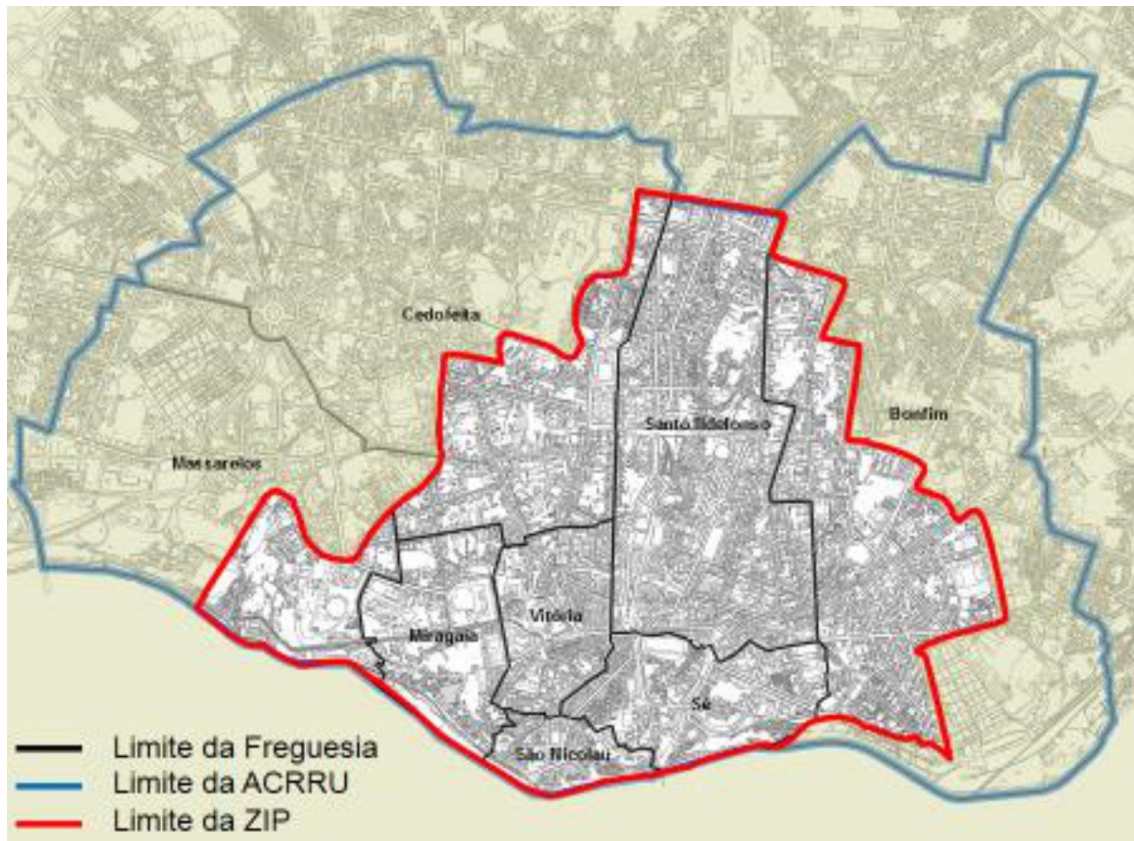 Cedofeita
Bonfim
Santo Ildefonso
Massarelos
Vitória
Miragaia
Sé
São Nicolau
Limite da Freguesia
Limite da ACRRU
Limite da ZIP